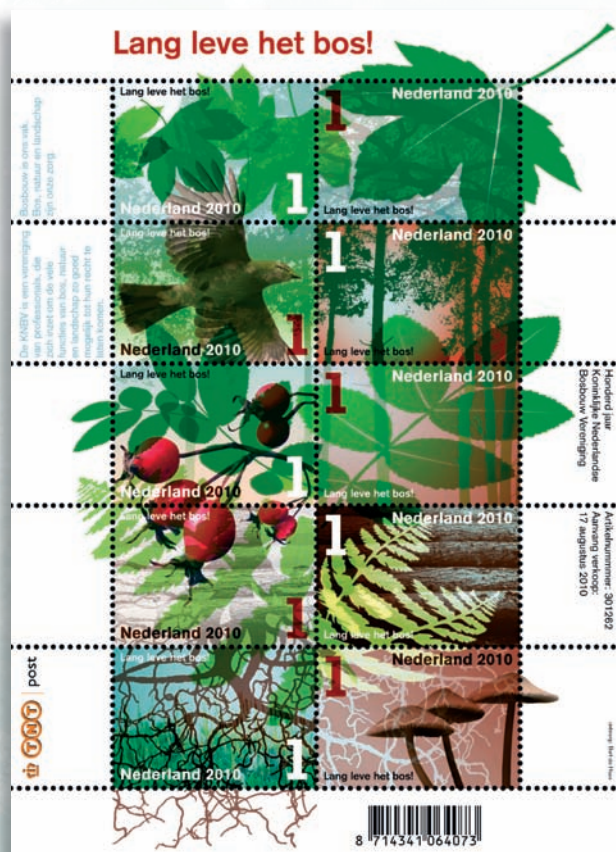 Lang leve het bos!
Bosbouw is ons vak.
Bos, natuur en landschap
zijn onze zorg.
De KNBV is een vereniging
van professionals, die
zich inzet om de vele
functies van bos, natuur
en landschap zo goed
mogelijk tot hun recht te
laten komen.
Lang leve het bos!
1
Nederland 2010
1
Nederland 2010
Lang leve het bos!
Lang leve het bos!
1
Nederland 2010
1
Nederland 2010
Lang leve het bos!
Lang leve het bos!
1
Nederland 2010
1
Nederland 2010
Lang leve het bos!
Lang leve het bos!
1
Nederland 2010
1
Nederland 2010
Lang leve het bos!
Lang leve het bos!
1
Nederland 2010
1
Nederland 2010
Lang leve het bos!
Honderd jaar
Koninklijke Nederlandse
Bosbouw Vereniging
Artikelnummer: 301262
Aanvang verkoop:
17 augustus 2010
TNT post
8 714341 064073